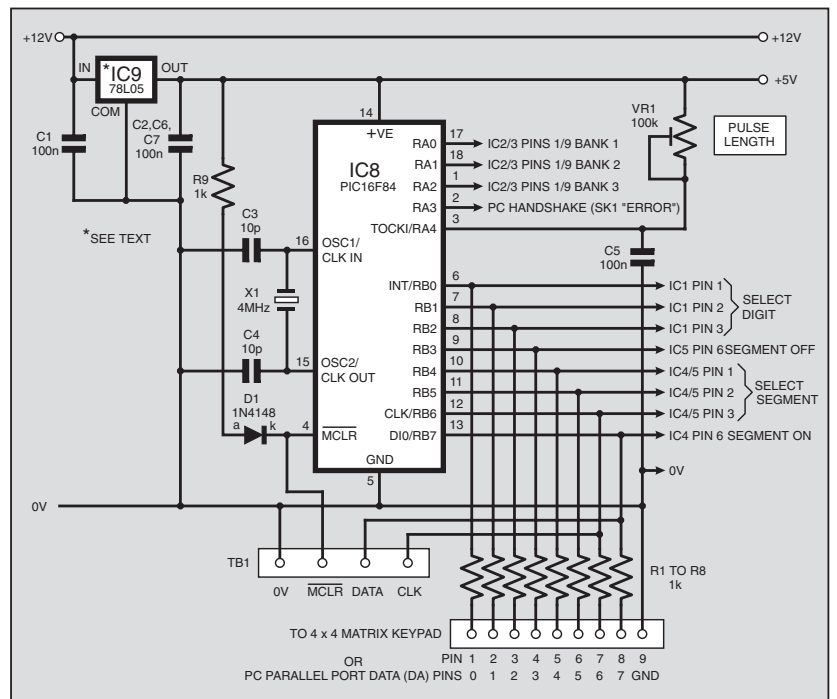 +12V
+12V
IN
*IC9
78L05
OUT
COM
+5V
C1
100n
C2,C6,
C7
100n
VR1
100k
PULSE
LENGTH
R9
1k
*SEE TEXT
14
+VE
IC8
PIC16F84
RA0
17
IC2/3 PINS 1/9 BANK 1
RA1
18
IC2/3 PINS 1/9 BANK 2
RA2
1
IC2/3 PINS 1/9 BANK 3
RA3
2
PC HANDSHAKE (SK1 "ERROR")
TOCKI/RA4
3
C3
10p
16
OSC1/
CLK IN
X1
4MHz
C4
10p
15
OSC2/
CLK OUT
C5
100n
INT/RB0
6
IC1 PIN 1
RB1
7
IC1 PIN 2
RB2
8
IC1 PIN 3
SELECT
DIGIT
RB3
9
IC5 PIN 6 SEGMENT OFF
RB4
10
IC4/5 PIN 1
RB5
11
IC4/5 PIN 2
CLK/RB6
12
IC4/5 PIN 3
SELECT
SEGMENT
DI0/RB7
13
IC4 PIN 6 SEGMENT ON
D1
1N4148
a
k
4
MCLR
GND
5
0V
0V
TB1
0V MCLR DATA CLK
R1 TO R8
1k
TO 4 x 4 MATRIX KEYPAD
PIN 1 2 3 4 5 6 7 8 9
OR
PC PARALLEL PORT DATA (DA) PINS 0 1 2 3 4 5 6 7 GND